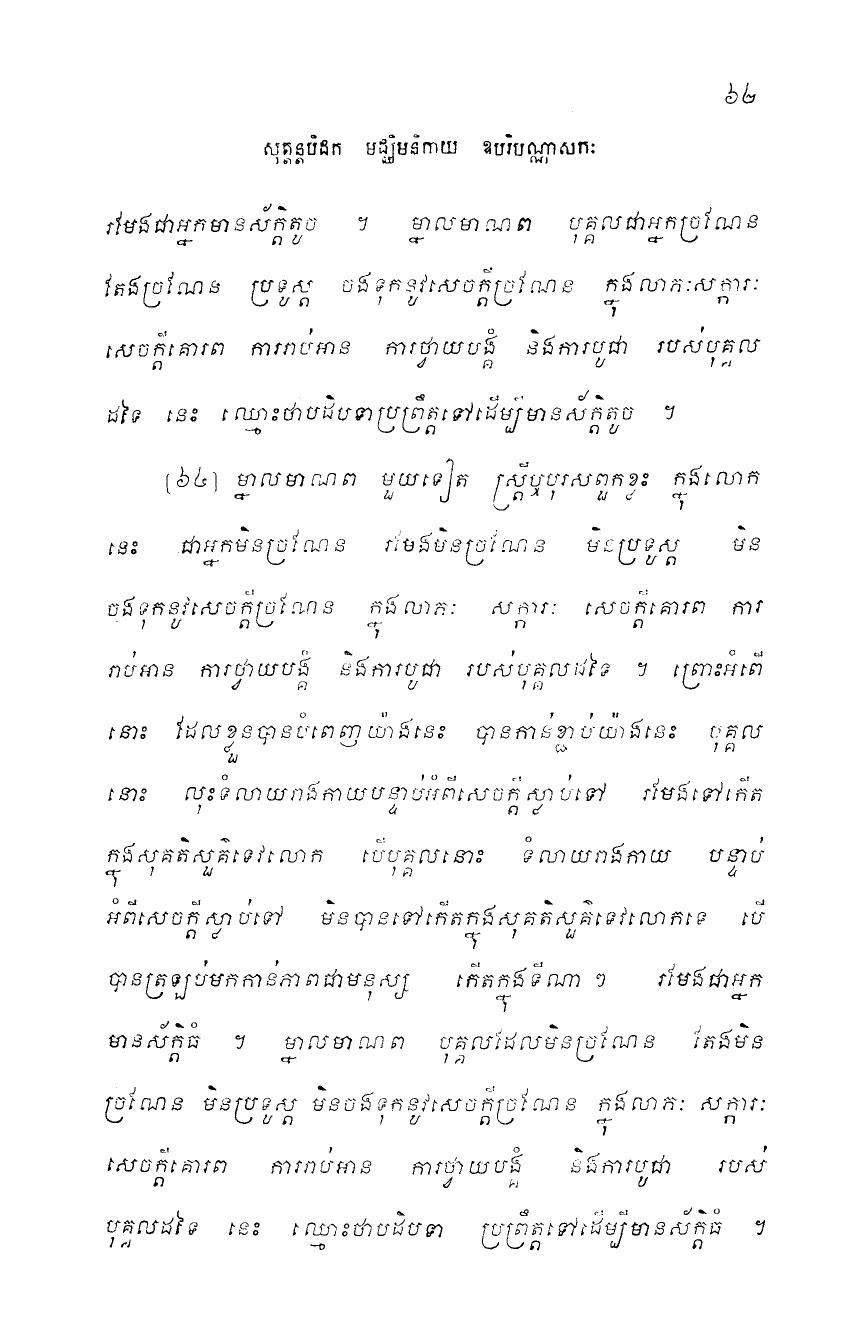 ៦២
សុត្តន្តបិដក មជ្ឈិមនិកាយ ឧបរិបណ្ណាសកៈ
រមែងជាអ្នកមានស័ក្តិតូច ។ ម្នាលមាណព បុគ្គលជាអ្នកច្រណែន
តែងច្រណែន ប្រទូស្ត ចងទុកនូវសេចក្តីច្រណែន ក្នុងលាភៈសក្ការៈ
សេចក្តីគោរព ការរាប់អាន ការថ្វាយបង្គំ និងការបូជា របស់បុគ្គល
ដទៃ នេះ ឈ្មោះថាបដិបទាប្រព្រឹត្តទៅដើម្បីមានស័ក្តិតូច ។
[៦៤] ម្នាលមាណព មួយទៀត ស្ត្រីឬបុរសពួកខ្លះ ក្នុងលោក
នេះ ជាអ្នកមិនច្រណែន រមែងមិនច្រណែន មិនប្រទូស្ត មិន
ចងទុកនូវសេចក្តីច្រណែន ក្នុងលាភៈ សក្ការៈ សេចក្តីគោរព ការ
រាប់អាន ការថ្វាយបង្គំ និងការបូជា របស់បុគ្គលដទៃ ។ ព្រោះអំពើ
នោះ ដែលខ្លួនបានបំពេញយ៉ាងនេះ បានកាន់ខ្ជាប់យ៉ាងនេះ បុគ្គល
នោះ លុះទំលាយរាងកាយបន្ទាប់អំពីសេចក្តីស្លាប់ទៅ រមែងទៅកើត
ក្នុងសុគតិសួគ៌ទេវលោក បើបុគ្គលនោះ ទំលាយរាងកាយ បន្ទាប់
អំពីសេចក្តីស្លាប់ទៅ មិនបានទៅកើតក្នុងសុគតិសួគ៌ទេវលោកទេ បើ
បានត្រឡប់មកកាន់ភាពជាមនុស្ស កើតក្នុងទីណាៗ រមែងជាអ្នក
មានស័ក្តិធំ ។ ម្នាលមាណព បុគ្គលដែលមិនច្រណែន តែងមិន
ច្រណែន មិនប្រទូស្ត មិនចងទុកនូវសេចក្តីច្រណែន ក្នុងលាភៈ សក្ការៈ
សេចក្តីគោរព ការរាប់អាន ការថ្វាយបង្គំ និងការបូជា របស់
បុគ្គលដទៃ នេះ ឈ្មោះថាបដិបទា ប្រព្រឹត្តទៅដើម្បីមានស័ក្តិធំ ។